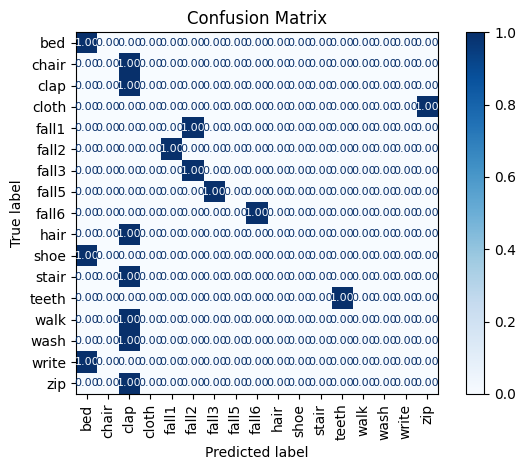 Confusion Matrix
bed 1.00 0.00 0.00 0.00 0.00 0.00 0.00 0.00 0.00 0.00 0.00 0.00 0.00 0.00 0.00 0.00 0.00
chair 0.00 0.00 1.00 0.00 0.00 0.00 0.00 0.00 0.00 0.00 0.00 0.00 0.00 0.00 0.00 0.00 0.00
clap 0.00 0.00 1.00 0.00 0.00 0.00 0.00 0.00 0.00 0.00 0.00 0.00 0.00 0.00 0.00 0.00 0.00
cloth 0.00 0.00 0.00 0.00 0.00 0.00 0.00 0.00 0.00 0.00 0.00 0.00 0.00 0.00 0.00 0.00 1.00
fall1 0.00 0.00 0.00 0.00 0.00 1.00 0.00 0.00 0.00 0.00 0.00 0.00 0.00 0.00 0.00 0.00 0.00
fall2 0.00 0.00 0.00 0.00 1.00 0.00 0.00 0.00 0.00 0.00 0.00 0.00 0.00 0.00 0.00 0.00 0.00
fall3 0.00 0.00 0.00 0.00 0.00 1.00 0.00 0.00 0.00 0.00 0.00 0.00 0.00 0.00 0.00 0.00 0.00
fall5 0.00 0.00 0.00 0.00 0.00 0.00 1.00 0.00 0.00 0.00 0.00 0.00 0.00 0.00 0.00 0.00 0.00
fall6 0.00 0.00 0.00 0.00 0.00 0.00 0.00 0.00 1.00 0.00 0.00 0.00 0.00 0.00 0.00 0.00 0.00
hair 0.00 0.00 1.00 0.00 0.00 0.00 0.00 0.00 0.00 0.00 0.00 0.00 0.00 0.00 0.00 0.00 0.00
shoe 1.00 0.00 0.00 0.00 0.00 0.00 0.00 0.00 0.00 0.00 0.00 0.00 0.00 0.00 0.00 0.00 0.00
stair 0.00 0.00 1.00 0.00 0.00 0.00 0.00 0.00 0.00 0.00 0.00 0.00 0.00 0.00 0.00 0.00 0.00
teeth 0.00 0.00 0.00 0.00 0.00 0.00 0.00 0.00 0.00 0.00 0.00 0.00 1.00 0.00 0.00 0.00 0.00
walk 0.00 0.00 1.00 0.00 0.00 0.00 0.00 0.00 0.00 0.00 0.00 0.00 0.00 0.00 0.00 0.00 0.00
wash 0.00 0.00 1.00 0.00 0.00 0.00 0.00 0.00 0.00 0.00 0.00 0.00 0.00 0.00 0.00 0.00 0.00
write 1.00 0.00 0.00 0.00 0.00 0.00 0.00 0.00 0.00 0.00 0.00 0.00 0.00 0.00 0.00 0.00 0.00
zip 0.00 0.00 1.00 0.00 0.00 0.00 0.00 0.00 0.00 0.00 0.00 0.00 0.00 0.00 0.00 0.00 0.00
True label
bed chair clap cloth fall1 fall2 fall3 fall5 fall6 hair shoe stair teeth walk wash write zip
Predicted label
1.0
0.8
0.6
0.4
0.2
0.0